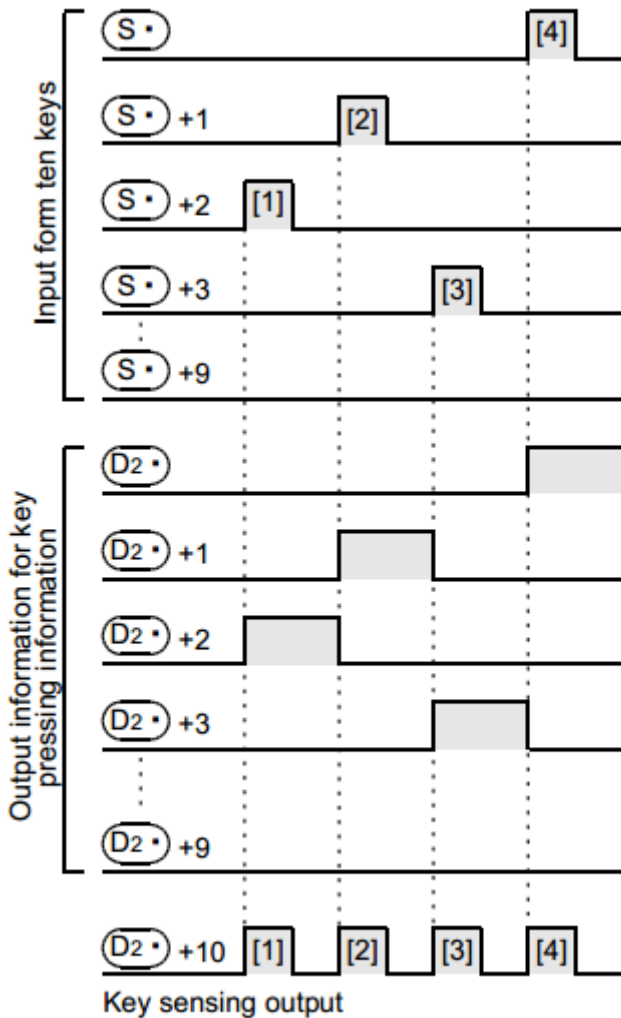 Input form ten keys
S· [4]
S· +1 [2]
S· +2 [1]
S· +3 [3]
S· +9
Output information for key
pressing information
D2·
D2· +1
D2· +2
D2· +3
D2· +9
D2· +10 [1] [2] [3] [4]
Key sensing output